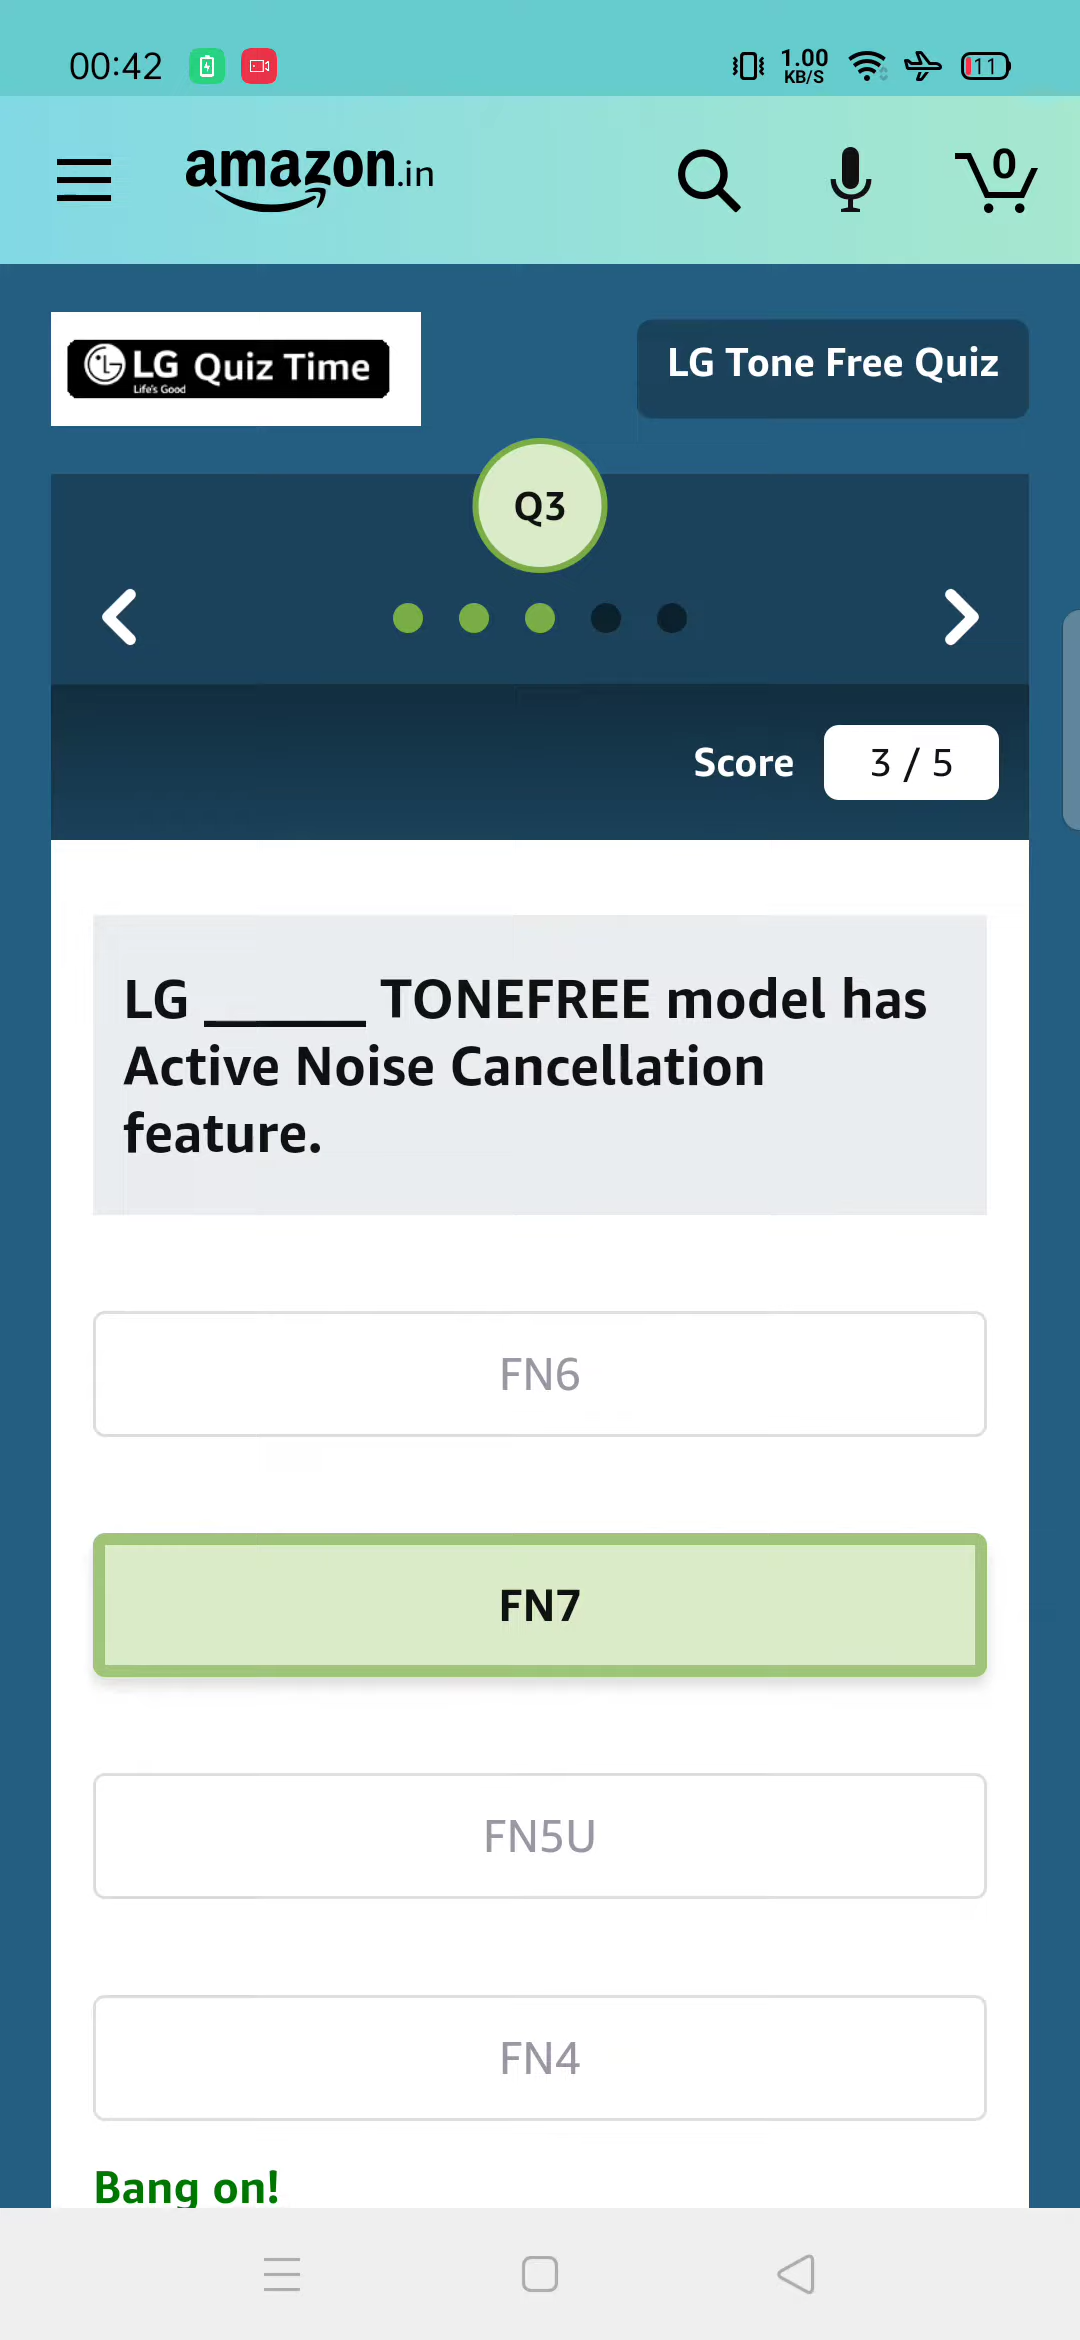 00:42
1.00
KB/S
11
amazon.in
0
LG Quiz Time
Life's Good
LG Tone Free Quiz
Q3
Score
3 / 5
LG ______ TONEFREE model has
Active Noise Cancellation
feature.
FN6
FN7
FN5U
FN4
Bang on!